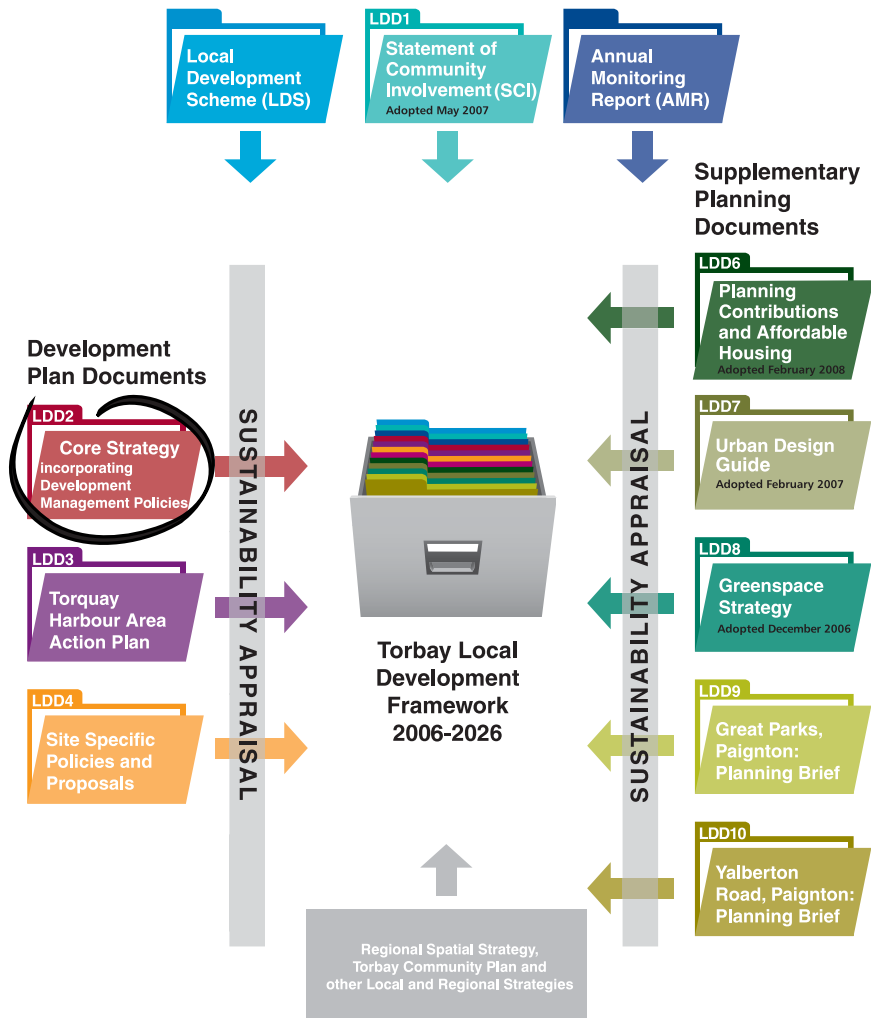 Local
Development
Scheme (LDS)
LDD1
Statement of
Community
Involvement (SCI)
Adopted May 2007
Annual
Monitoring
Report (AMR)
Supplementary
Planning
Documents
Development
Plan Documents
LDD2
Core Strategy
incorporating
Development
Management Policies
LDD3
Torquay
Harbour Area
Action Plan
LDD4
Site Specific
Policies and
Proposals
SUSTAINABILITY APPRAISAL
Torbay Local
Development
Framework
2006-2026
SUSTAINABILITY APPRAISAL
LDD6
Planning
Contributions
and Affordable
Housing
Adopted February 2008
LDD7
Urban Design
Guide
Adopted February 2007
LDD8
Greenspace
Strategy
Adopted December 2006
LDD9
Great Parks,
Paignton:
Planning Brief
LDD10
Yalberton
Road, Paignton:
Planning Brief
Regional Spatial Strategy,
Torbay Community Plan and
other Local and Regional Strategies